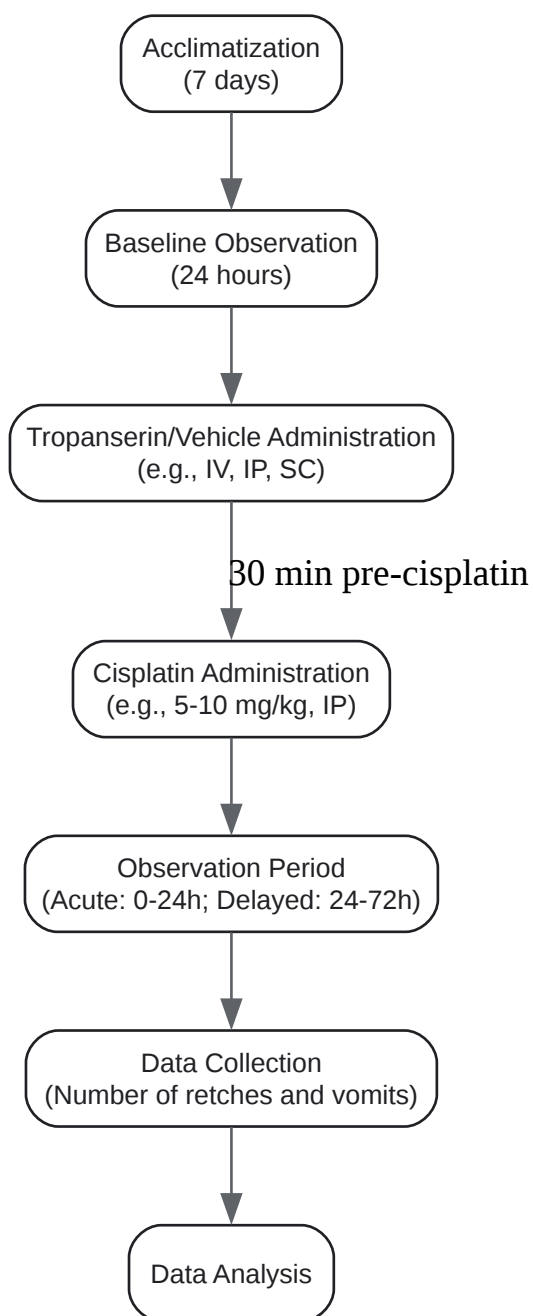 Acclimatization
(7 days)
Baseline Observation
(24 hours)
Tropanserin/Vehicle Administration
(e.g., IV, IP, SC)
30 min pre-cisplatin
Cisplatin Administration
(e.g., 5-10 mg/kg, IP)
Observation Period
(Acute: 0-24h; Delayed: 24-72h)
Data Collection
(Number of retches and vomits)
Data Analysis